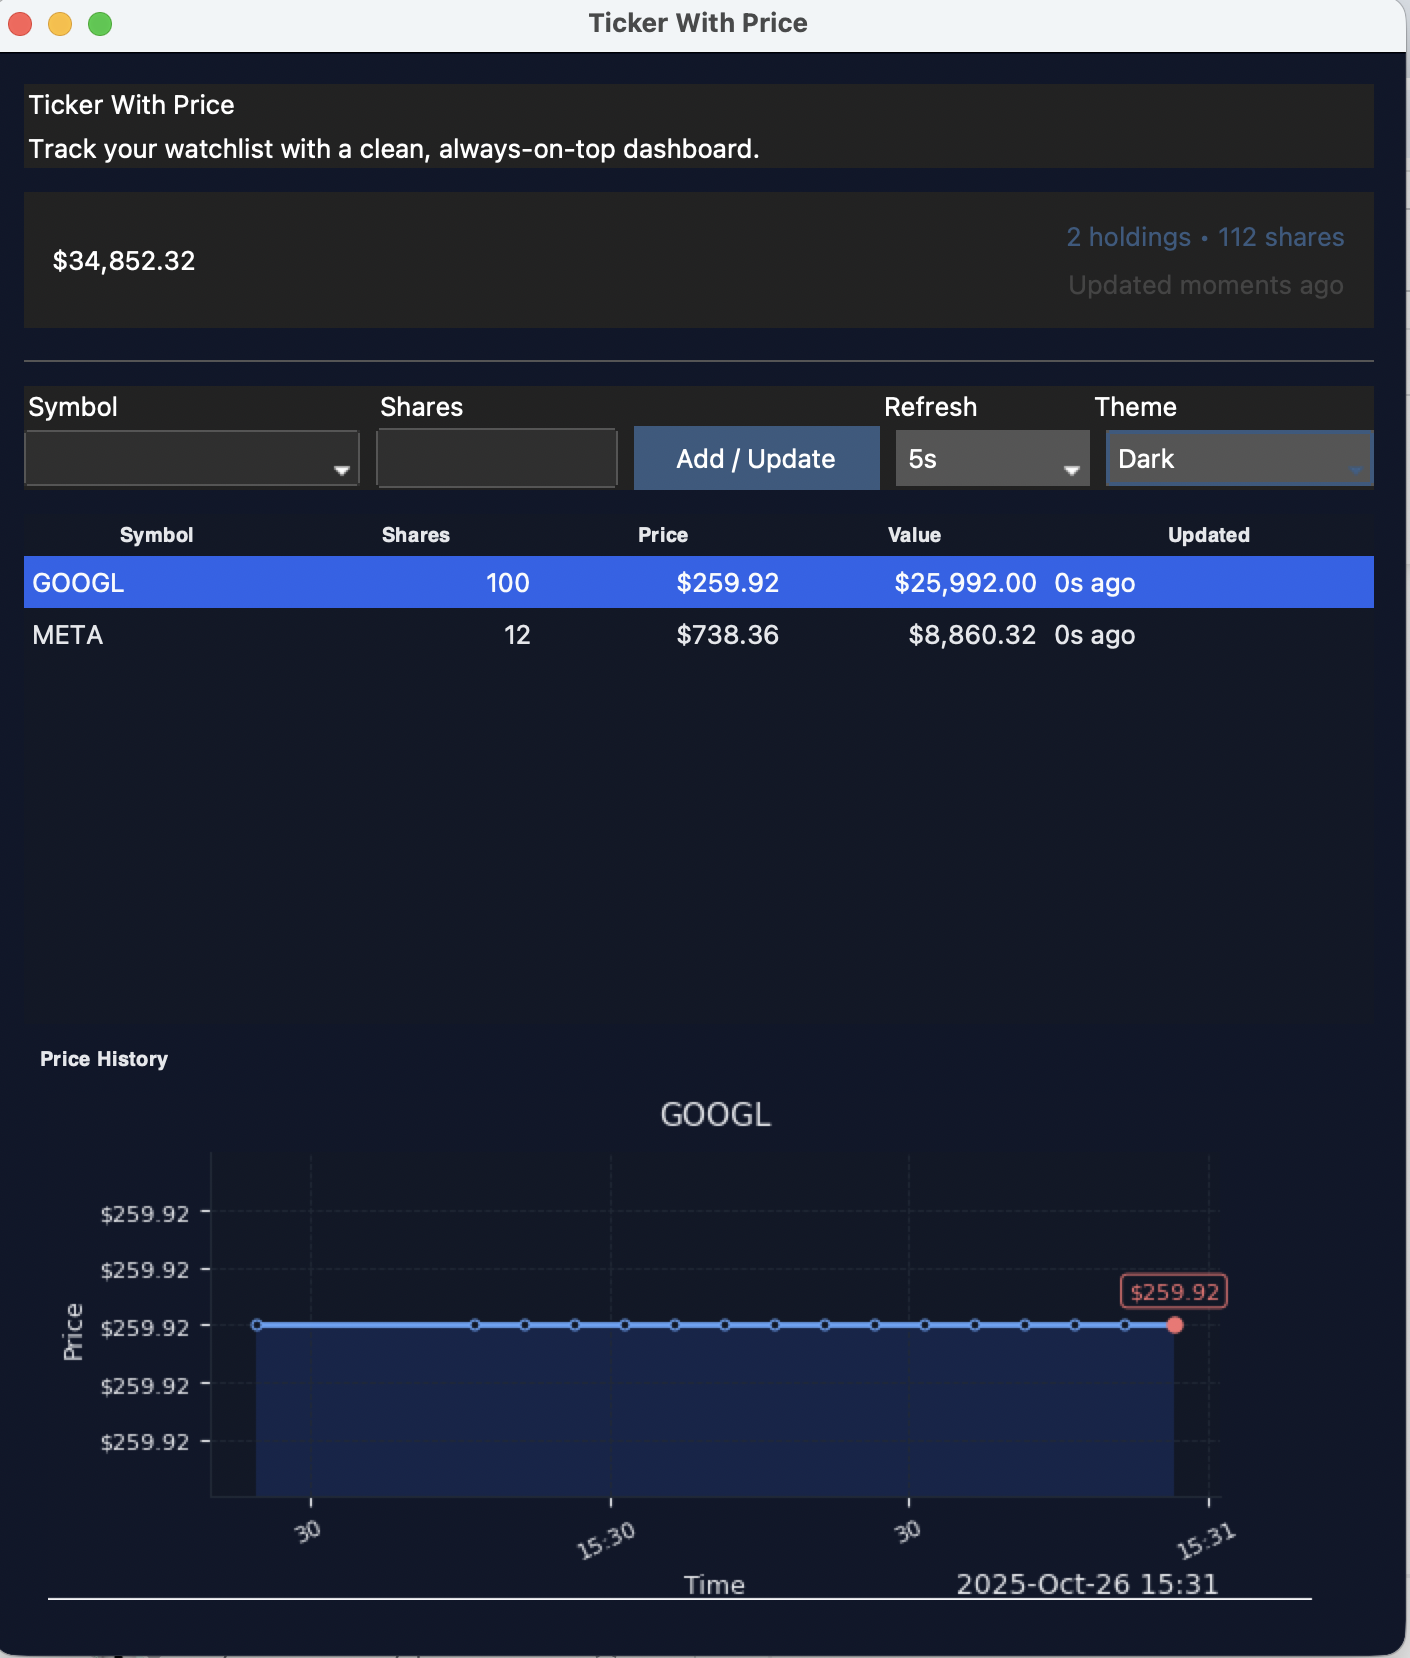 Ticker With Price
Ticker With Price
Track your watchlist with a clean, always-on-top dashboard.
$34,852.32
2 holdings • 112 shares
Updated moments ago
Symbol Shares Refresh Theme
Add / Update 5s Dark
Symbol Shares Price Value Updated
GOOGL 100 $259.92 $25,992.00 0s ago
META 12 $738.36 $8,860.32 0s ago
Price History
GOOGL
$259.92
$259.92
$259.92
$259.92
$259.92
$259.92
Price
30 15:30 30 15:31
Time 2025-Oct-26 15:31